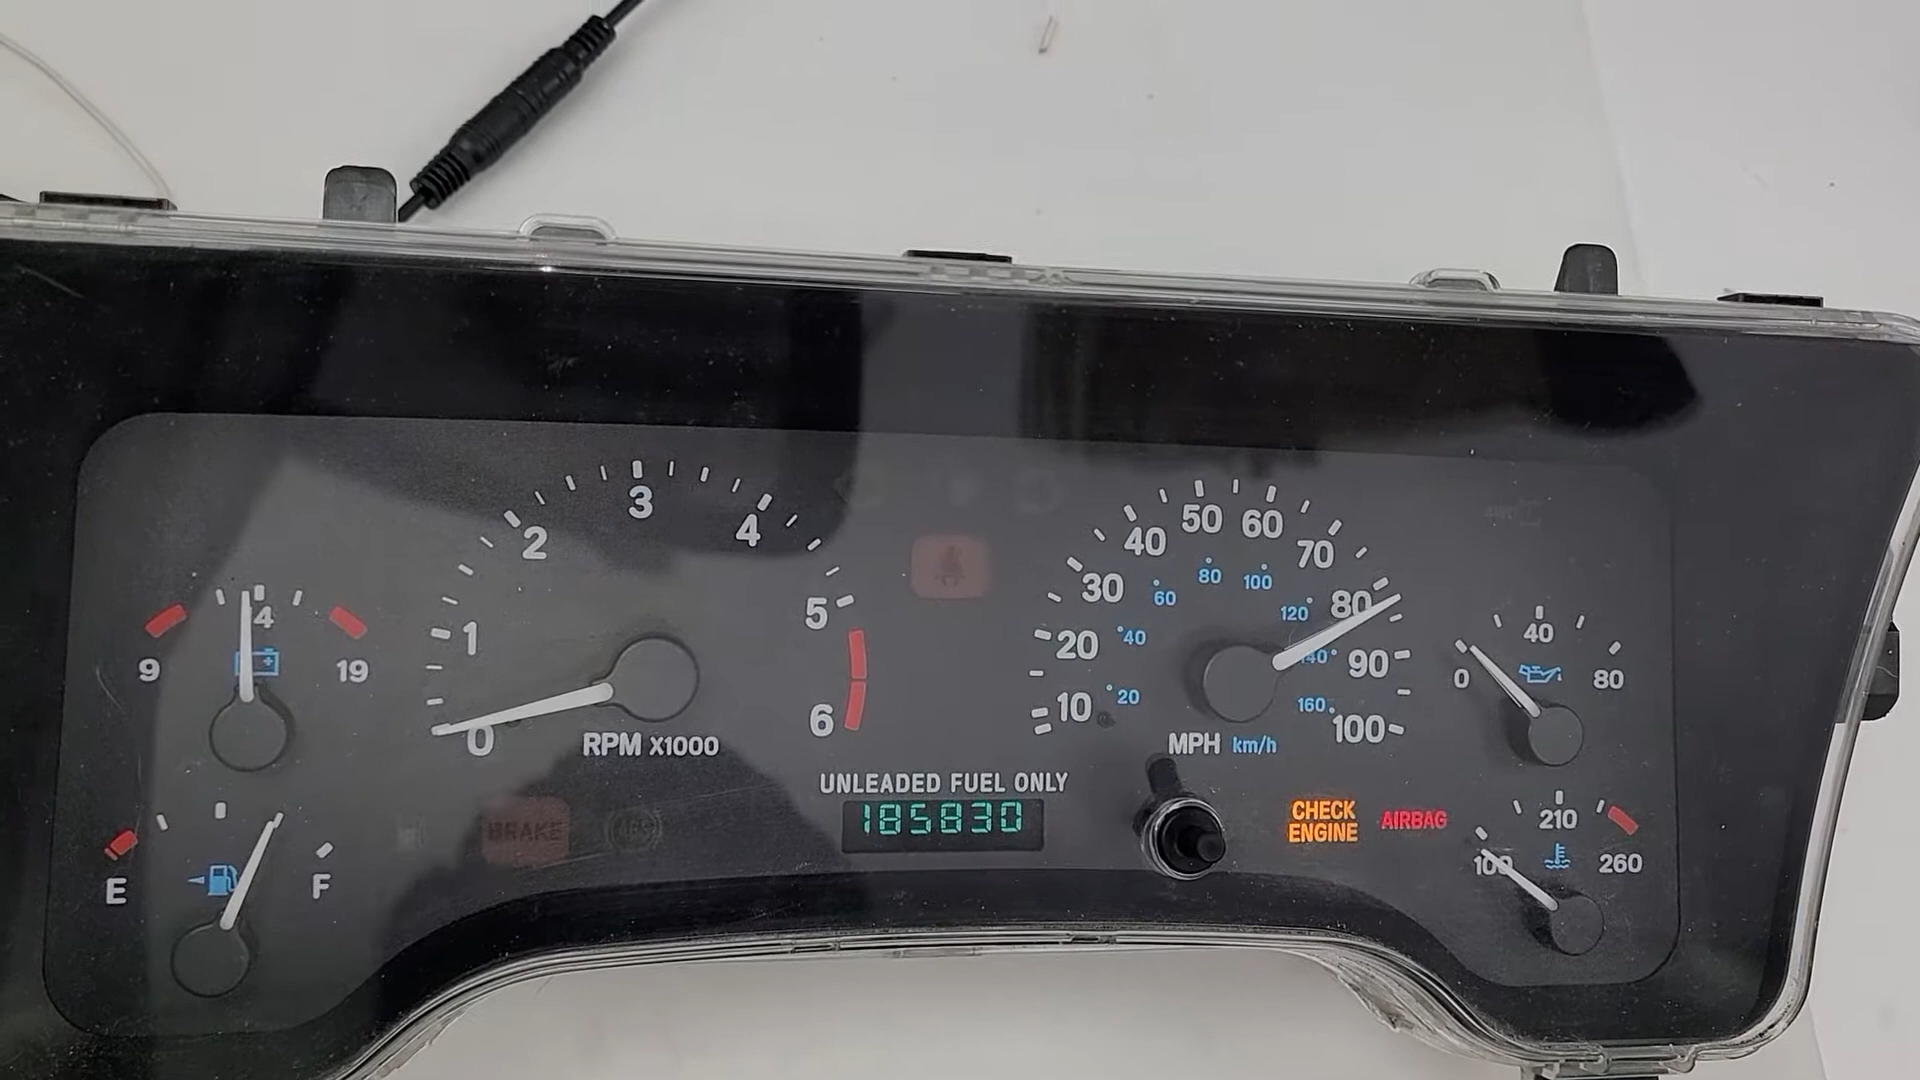 3
2 4
1 5
0 6
RPM X1000
50 60
40 70
30 80
20 90
10 100
80 100
60 120
40
20 160
MPH km/h
9 19
E F
BRAKE
ABS
UNLEADED FUEL ONLY
185830
CHECK
ENGINE
AIRBAG
40
0 80
210
100 260